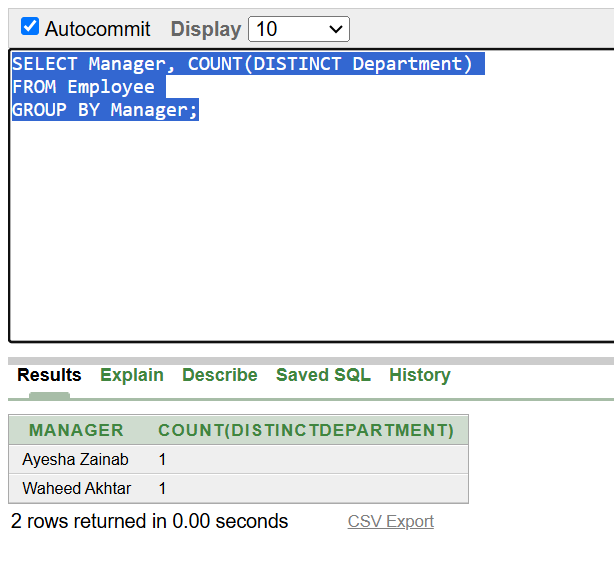 Autocommit Display 10
SELECT Manager, COUNT(DISTINCT Department)
FROM Employee
GROUP BY Manager;
Results Explain Describe Saved SQL History
MANAGER COUNT(DISTINCTDEPARTMENT)
Ayesha Zainab 1
Waheed Akhtar 1
2 rows returned in 0.00 seconds CSV Export